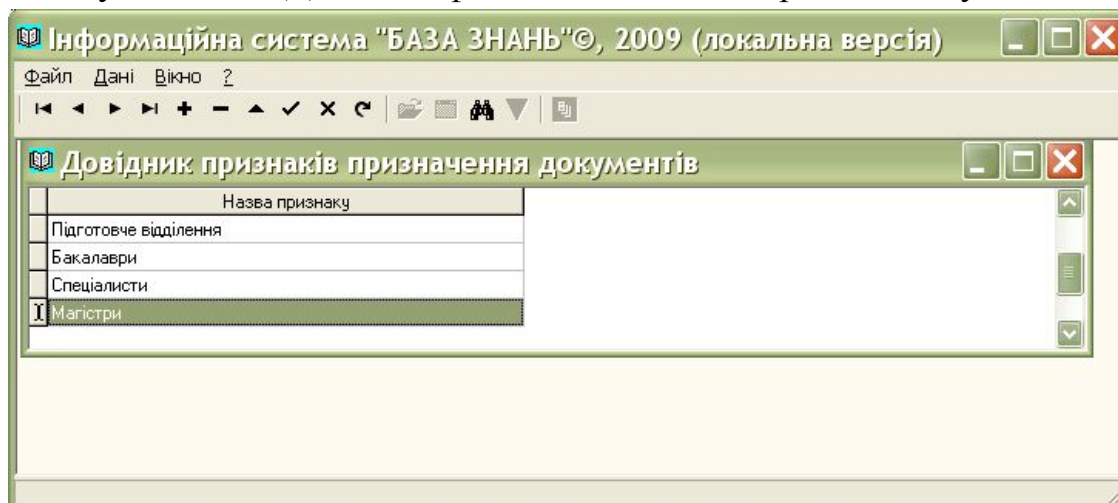 Інформаційна система "БАЗА ЗНАНЬ"©, 2009 (локальна версія)
Файл Дані Вікно ?
Довідник признаків призначення документів
Назва признаку
Підготовче відділення
Бакалаври
Спеціалисти
Магістри